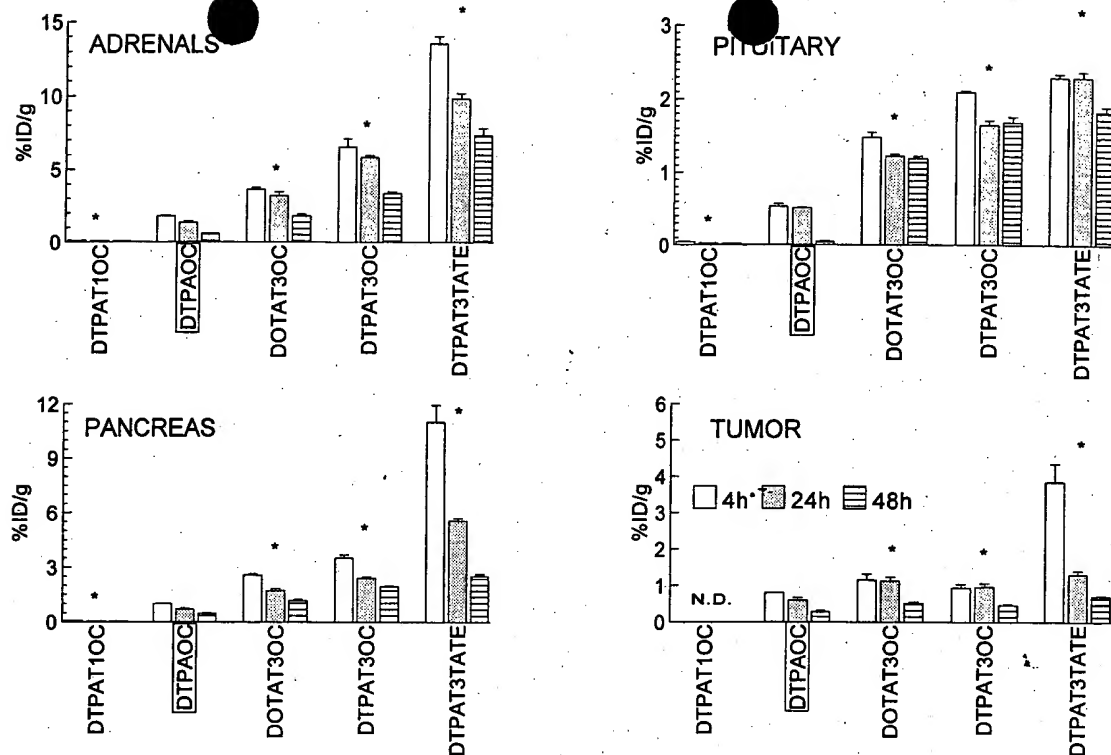 15
10
5
0
%ID/g
ADRENALS
*
*
*
*
DTPAT1OC
DTPAOC
DOTAT3OC
DTPAT3OC
DTPAT3TATE
3
2
1
0
%ID/g
PITUITARY
*
*
*
*
DTPAT1OC
DTPAOC
DOTAT3OC
DTPAT3OC
DTPAT3TATE
12
9
6
3
0
%ID/g
PANCREAS
*
*
*
*
DTPAT1OC
DTPAOC
DOTAT3OC
DTPAT3OC
DTPAT3TATE
6
5
4
3
2
1
0
%ID/g
TUMOR
4h 24h 48h
N.D.
*
*
*
DTPAT1OC
DTPAOC
DOTAT3OC
DTPAT3OC
DTPAT3TATE